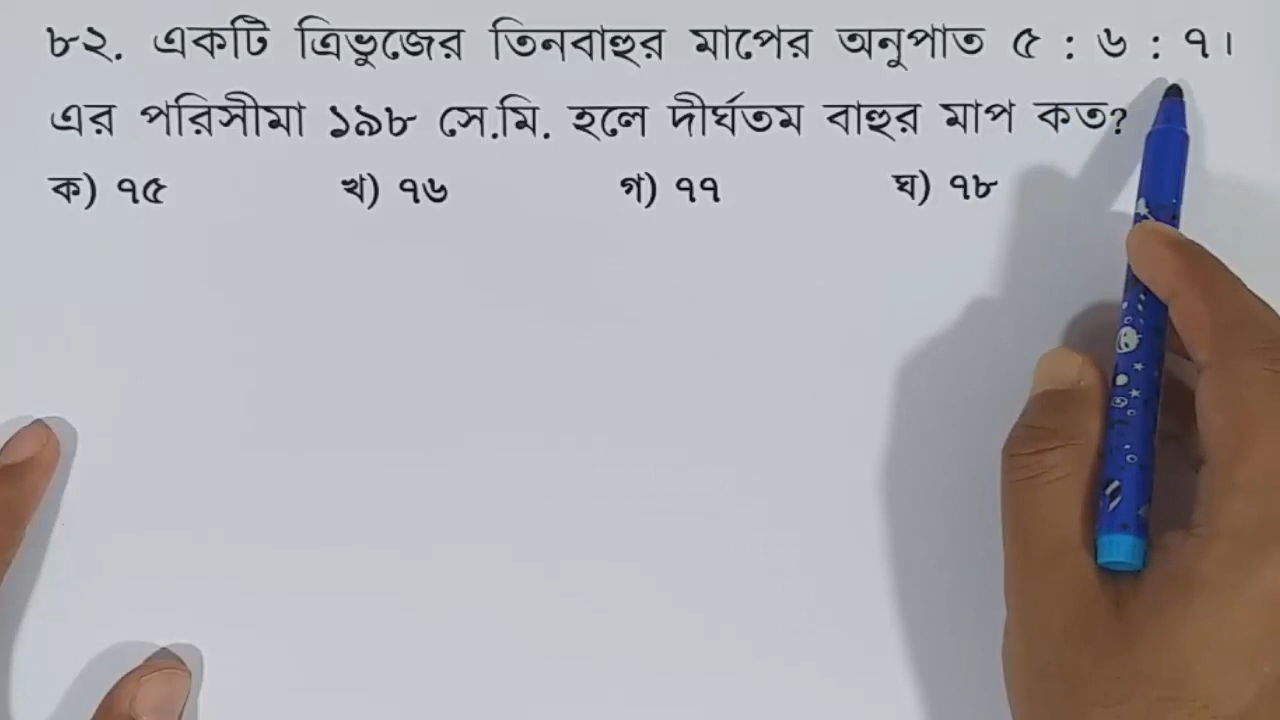 ৮২. একটি ত্রিভুজের তিনবাহুর মাপের অনুপাত ৫ : ৬ : ৭।
এর পরিসীমা ১৯৮ সে.মি. হলে দীর্ঘতম বাহুর মাপ কত?
ক) ৭৫ খ) ৭৬ গ) ৭৭ ঘ) ৭৮